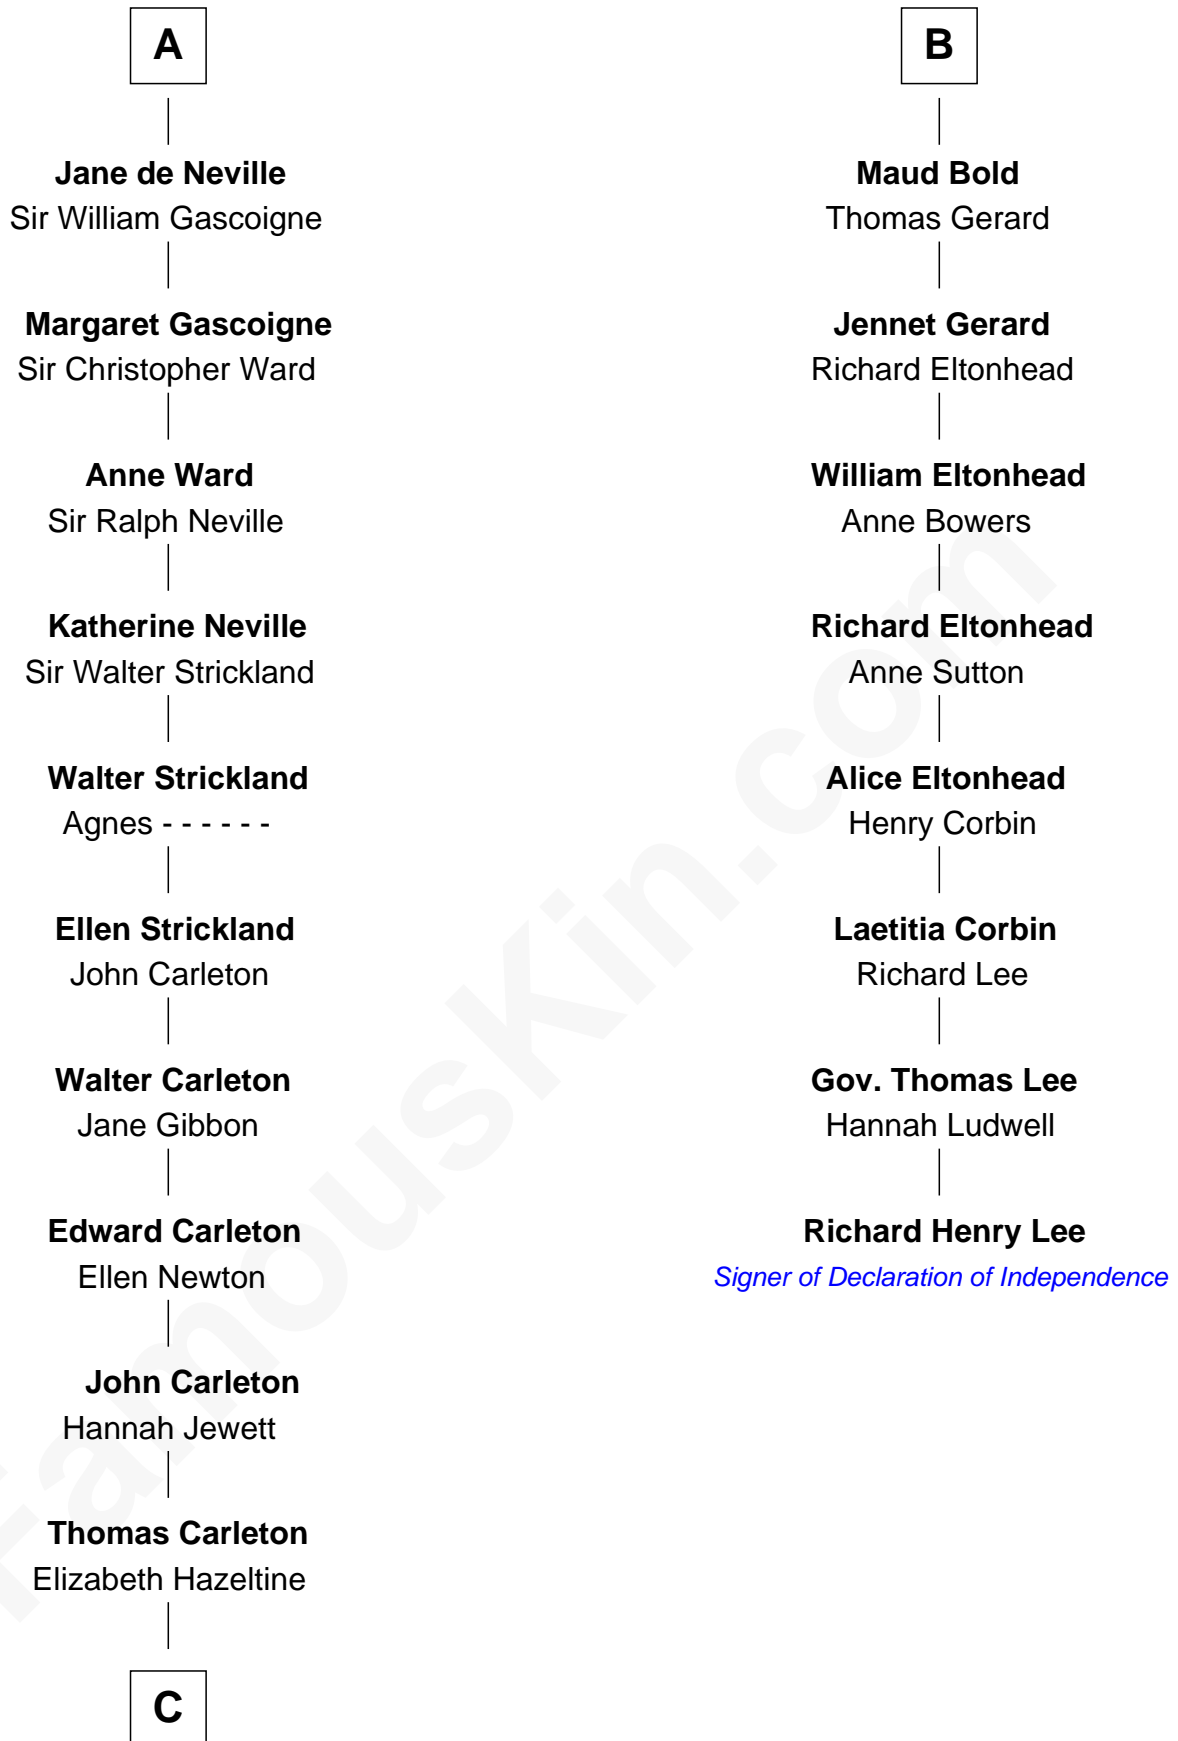 A
Jane de Neville
Sir William Gascoigne
Margaret Gascoigne
Sir Christopher Ward
Anne Ward
Sir Ralph Neville
Katherine Neville
Sir Walter Strickland
Walter Strickland
Agnes - - - - - -
Ellen Strickland
John Carleton
Walter Carleton
Jane Gibbon
Edward Carleton
Ellen Newton
John Carleton
Hannah Jewett
Thomas Carleton
Elizabeth Hazeltine
C
B
Maud Bold
Thomas Gerard
Jennet Gerard
Richard Eltonhead
William Eltonhead
Anne Bowers
Richard Eltonhead
Anne Sutton
Alice Eltonhead
Henry Corbin
Laetitia Corbin
Richard Lee
Gov. Thomas Lee
Hannah Ludwell
Richard Henry Lee
Signer of Declaration of Independence
FamousKin.com